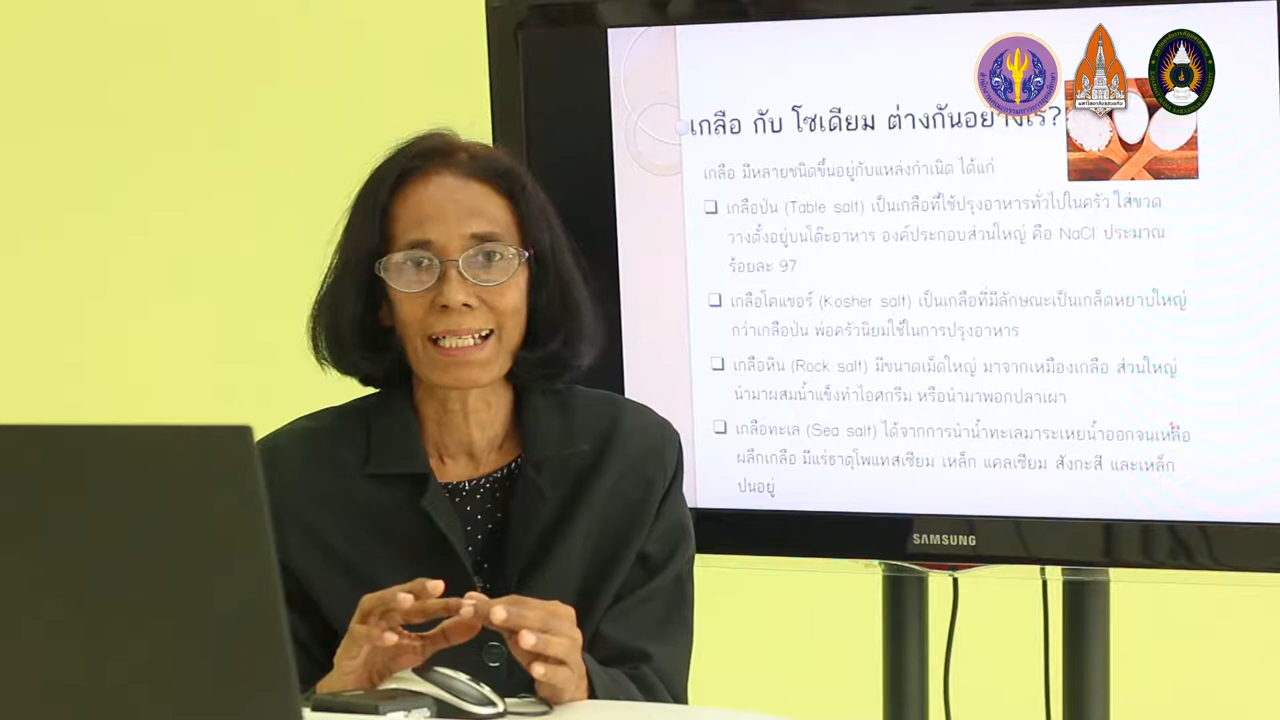 เกลือ กับ โซเดียม ต่างกันอย่างไร?
เกลือ มีหลายชนิดขึ้นอยู่กับแหล่งกำเนิด ได้แก่
เกลือป่น (Table salt) เป็นเกลือที่ใช้ปรุงอาหารทั่วไปในครัว ใส่ขวด
วางตั้งอยู่บนโต๊ะอาหาร องค์ประกอบส่วนใหญ่ คือ NaCl ประมาณ
ร้อยละ 97
เกลือโคแชอร์ (Kosher salt) เป็นเกลือที่มีลักษณะเป็นเกล็ดหยาบใหญ่
กว่าเกลือป่น พ่อครัวนิยมใช้ในการปรุงอาหาร
เกลือหิน (Rock salt) มีขนาดเม็ดใหญ่ มาจากเหมืองเกลือ ส่วนใหญ่
นำมาผสมน้ำแข็งทำไอศกรีม หรือนำมาพอกปลาเผา
เกลือทะเล (Sea salt) ได้จากการนำน้ำทะเลมาระเหยน้ำออกจนเหลือ
ผลึกเกลือ มีแร่ธาตุโพแทสเซียม เหล็ก แคลเซียม สังกะสี และเหล็ก
ปนอยู่
SAMSUNG